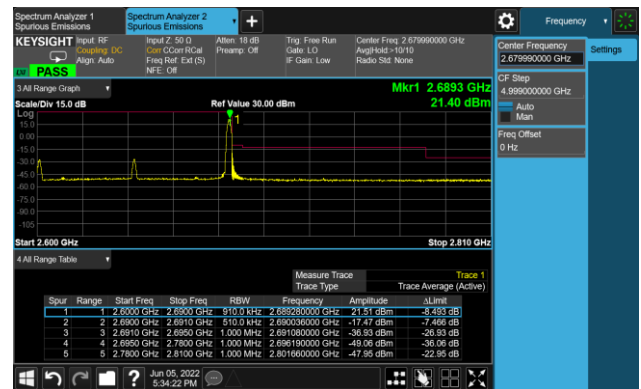 Spectrum Analyzer 1
Spurious Emissions
Spectrum Analyzer 2
Spurious Emissions
Frequency
KEYSIGHT
Input: RF
Coupling: DC
Align: Auto
Input Z: 50 Ω
Corr CCorr RCal
Freq Ref: Ext (S)
NFE: Off
Atten: 18 dB
Preamp: Off
Trig: Free Run
Gate: LO
IF Gain: Low
Center Freq: 2.679990000 GHz
Avg|Hold:>10/10
Radio Std: None
PASS
Center Frequency
2.679990000 GHz
Settings
CF Step
4.999000000 GHz
Auto
Man
Freq Offset
0 Hz
3 All Range Graph
Mkr1 2.6893 GHz
21.40 dBm
Scale/Div 15.0 dB
Ref Value 30.00 dBm
Log
15.0
0.00
-15.0
-30.0
-45.0
-60.0
-75.0
-90.0
-105
1
Start 2.600 GHz
Stop 2.810 GHz
4 All Range Table
Measure Trace Trace 1
Trace Type Trace Average (Active)
Spur Range Start Freq Stop Freq RBW Frequency Amplitude ΔLimit
1 1 2.6000 GHz 2.6900 GHz 910.0 kHz 2.689280000 GHz 21.51 dBm -8.493 dB
2 2 2.6900 GHz 2.6910 GHz 510.0 kHz 2.690036000 GHz -17.47 dBm -7.466 dB
3 3 2.6910 GHz 2.6950 GHz 1.000 MHz 2.691080000 GHz -36.93 dBm -26.93 dB
4 4 2.6950 GHz 2.7800 GHz 1.000 MHz 2.696190000 GHz -49.06 dBm -36.06 dB
5 5 2.7800 GHz 2.8100 GHz 1.000 MHz 2.801660000 GHz -47.95 dBm -22.95 dB
Jun 05, 2022
5:34:22 PM